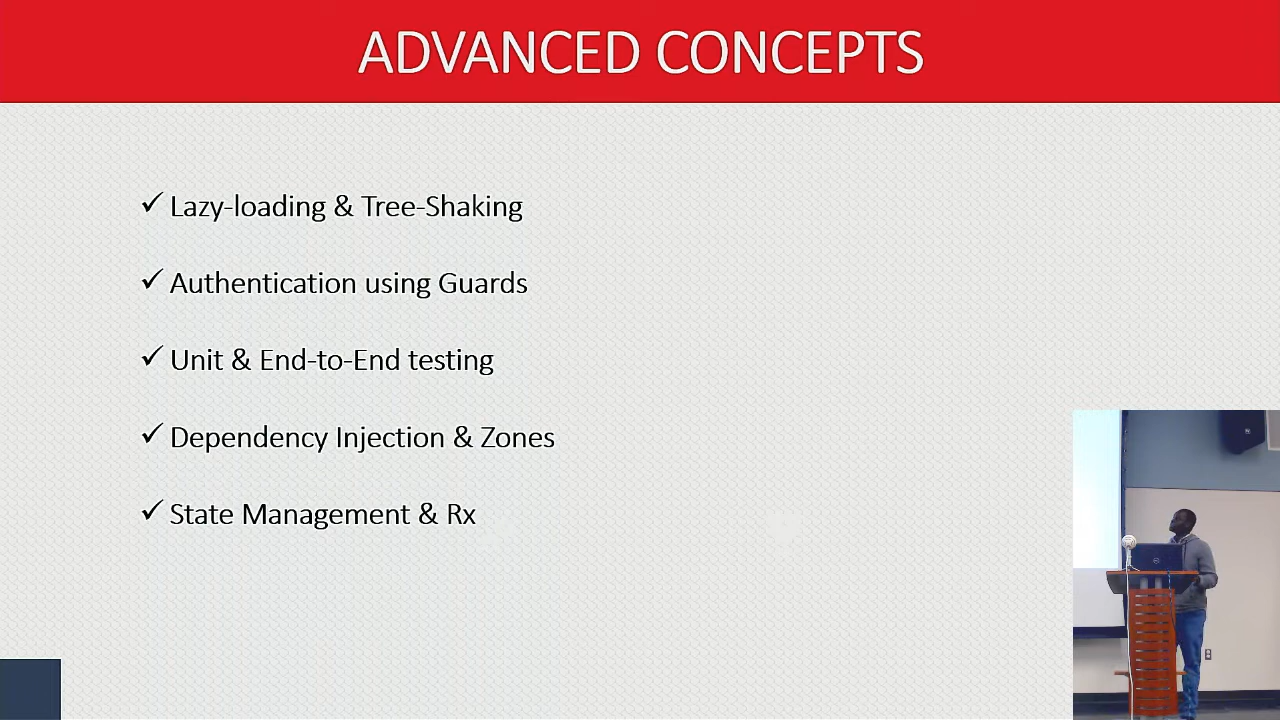 ADVANCED CONCEPTS
✓ Lazy-loading & Tree-Shaking
✓ Authentication using Guards
✓ Unit & End-to-End testing
✓ Dependency Injection & Zones
✓ State Management & Rx